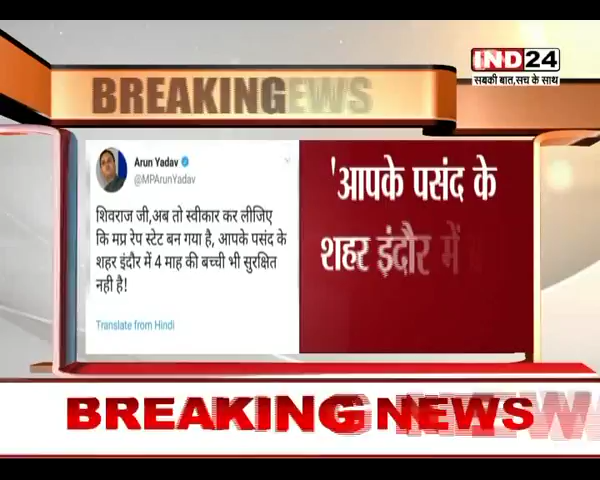 IND24
सबकी बात,सच के साथ
BREAKING EWS
Arun Yadav
@MPArunYadav
शिवराज जी,अब तो स्वीकार कर लीजिए
कि मप्र रेप स्टेट बन गया है, आपके पसंद के
शहर इंदौर में 4 माह की बच्ची भी सुरक्षित
नही है!
Translate from Hindi
'आपके पसंद के
शहर इंदौर में
BREAKING NEWS